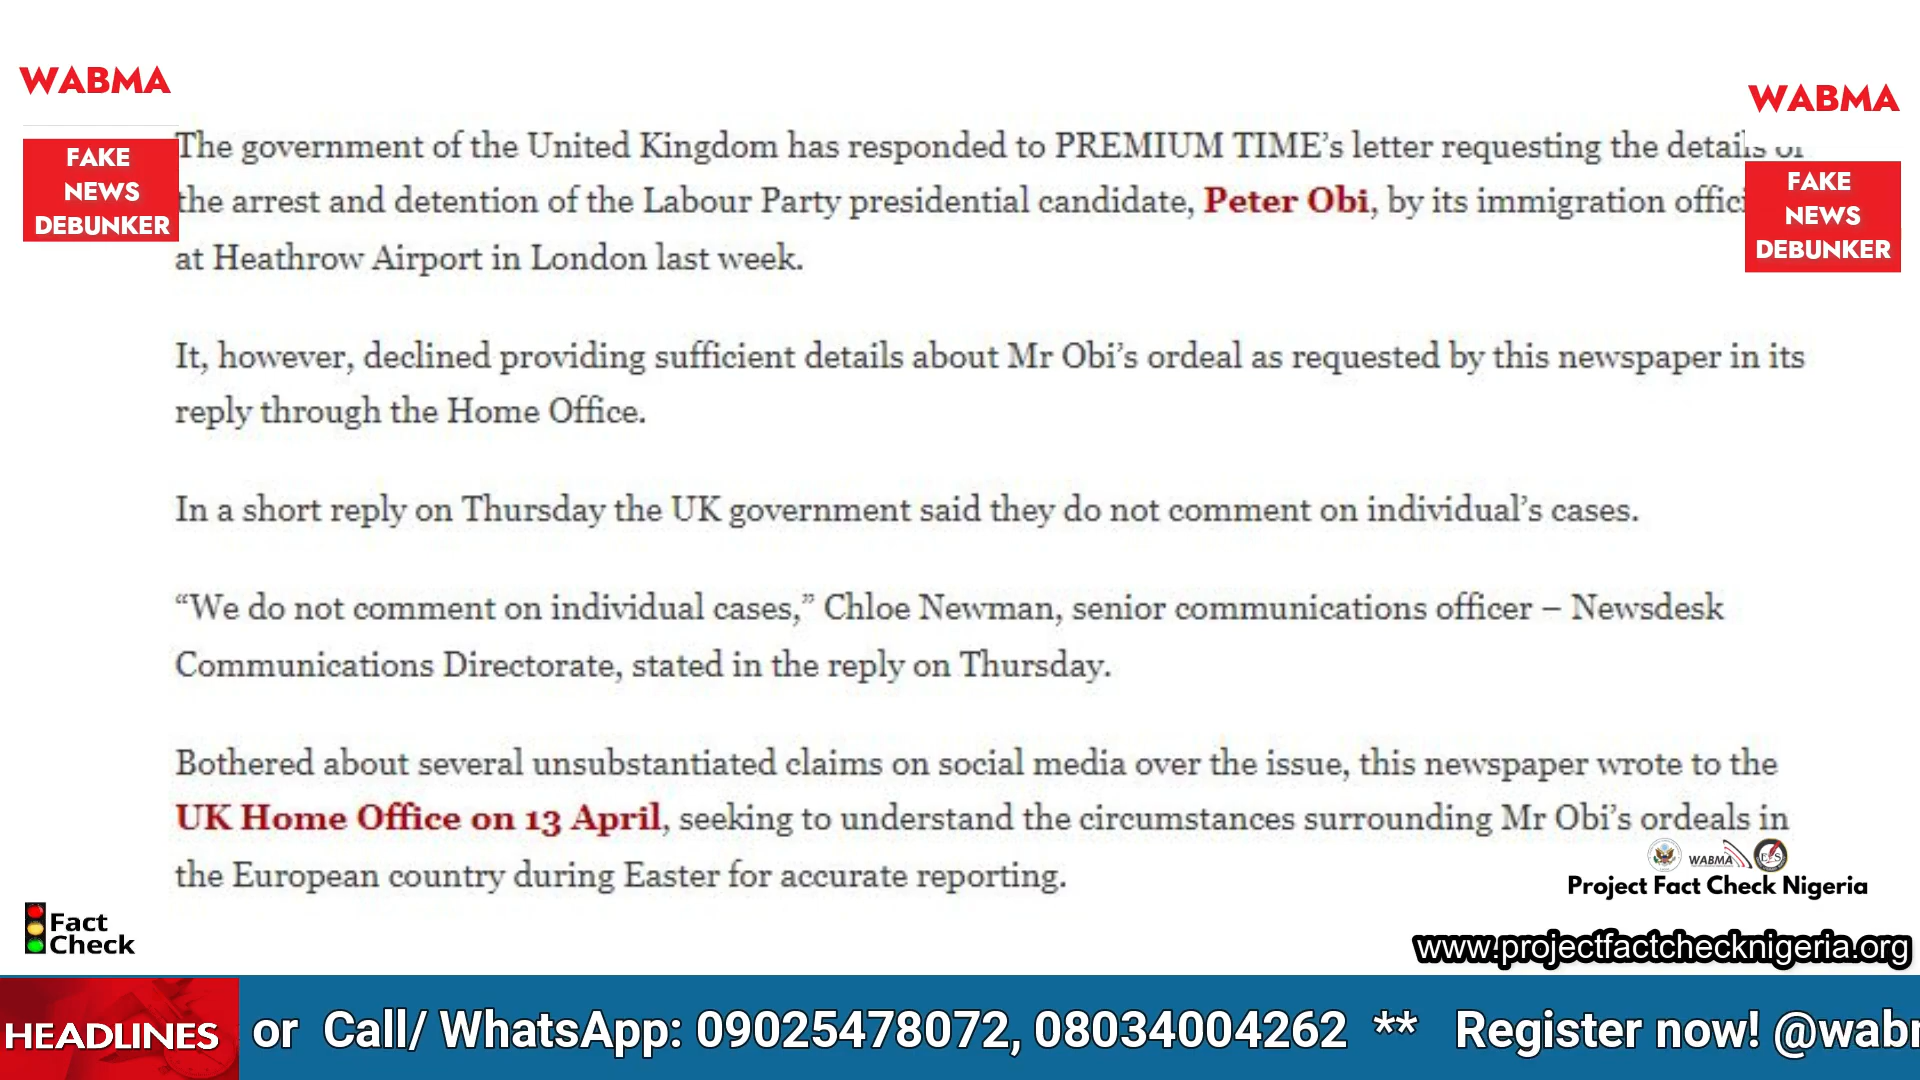 WABMA
FAKE
NEWS
DEBUNKER
WABMA
FAKE
NEWS
DEBUNKER
The government of the United Kingdom has responded to PREMIUM TIME’s letter requesting the details of
the arrest and detention of the Labour Party presidential candidate, Peter Obi, by its immigration offici
at Heathrow Airport in London last week.
It, however, declined providing sufficient details about Mr Obi’s ordeal as requested by this newspaper in its
reply through the Home Office.
In a short reply on Thursday the UK government said they do not comment on individual’s cases.
“We do not comment on individual cases,” Chloe Newman, senior communications officer – Newsdesk
Communications Directorate, stated in the reply on Thursday.
Bothered about several unsubstantiated claims on social media over the issue, this newspaper wrote to the
UK Home Office on 13 April, seeking to understand the circumstances surrounding Mr Obi’s ordeals in
the European country during Easter for accurate reporting.
WABMA
Project Fact Check Nigeria
Fact
Check
www.projectfactchecknigeria.org
HEADLINES
or Call/ WhatsApp: 09025478072, 08034004262 ** Register now! @wab